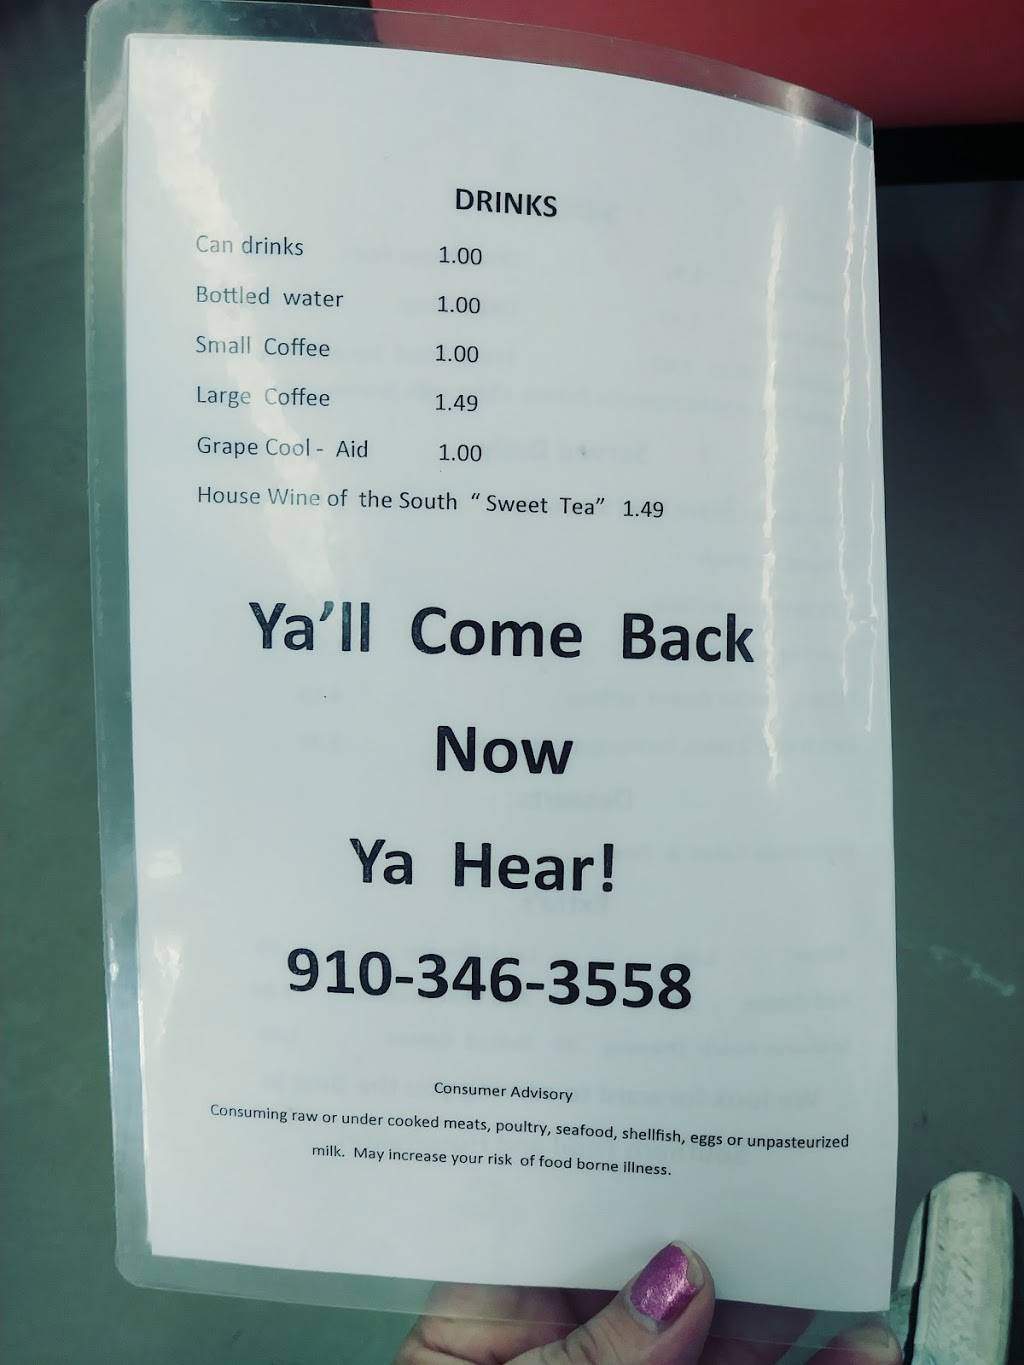 DRINKS
Can drinks 1.00
Bottled water 1.00
Small Coffee 1.00
Large Coffee 1.49
Grape Cool - Aid 1.00
House Wine of the South “ Sweet Tea” 1.49
Ya’ll Come Back
Now
Ya Hear!
910-346-3558
Consumer Advisory
Consuming raw or under cooked meats, poultry, seafood, shellfish, eggs or unpasteurized
milk. May increase your risk of food borne illness.